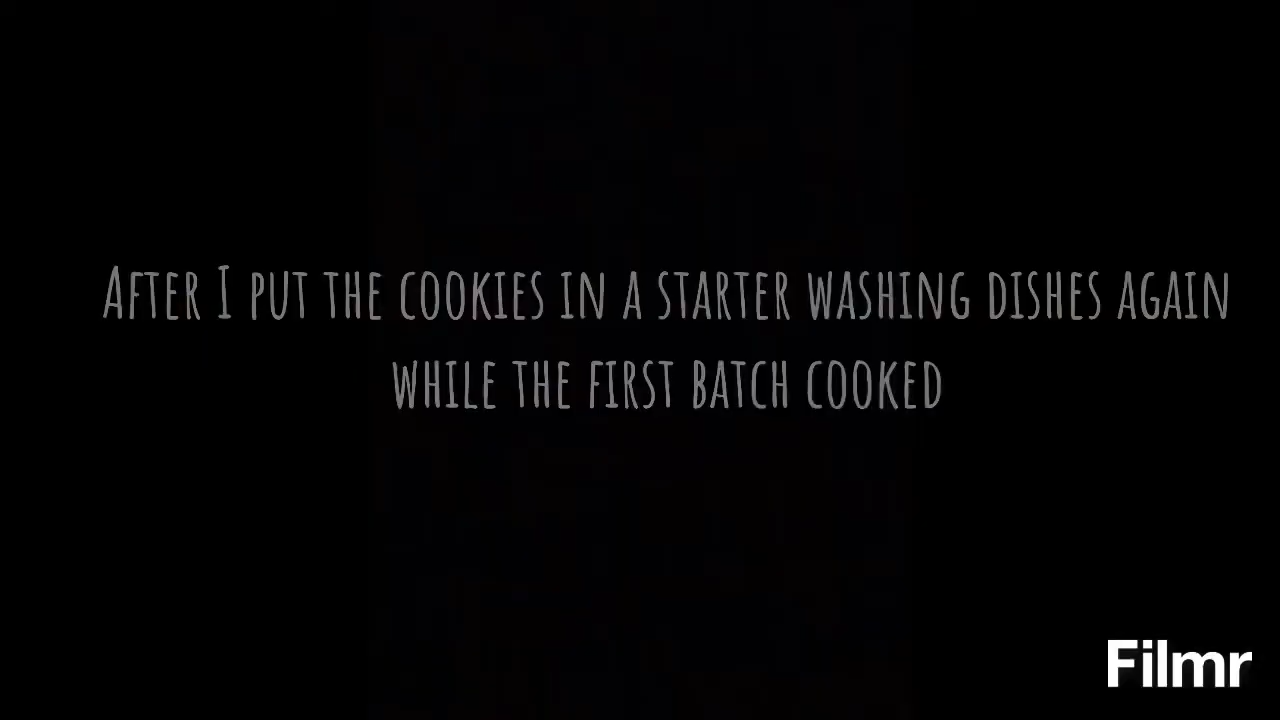 After I put the cookies in a starter washing dishes again
while the first batch cooked
Filmr